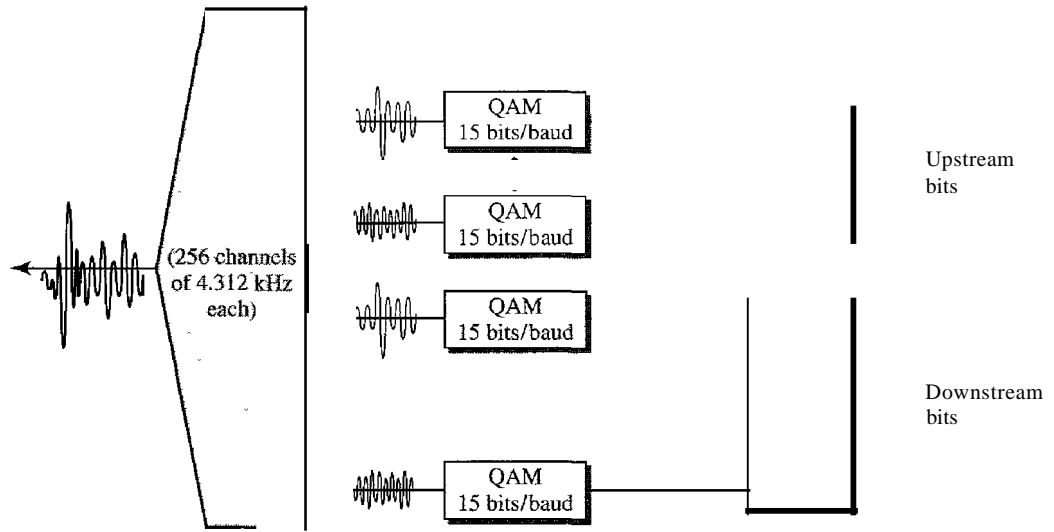 QAM
15 bits/baud
Upstream
bits
QAM
15 bits/baud
(256 channels
of 4.312 kHz
each)
QAM
15 bits/baud
Downstream
bits
QAM
15 bits/baud